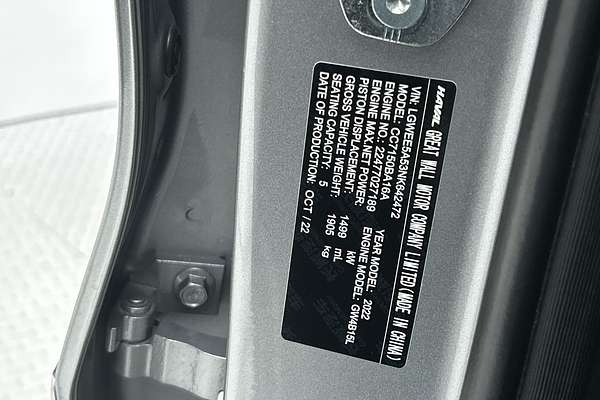 HAVAL GREAT WALL MOTOR COMPANY LIMITED (MADE IN CHINA)
VIN: LGWEE5A53NK642472
MODEL: CC7150BA16A YEAR MODEL: 2022
ENGINE NO.: 22477027189 ENGINE MODEL: GW4B15L
PISTON MAX.NET POWER: kW
ENGINE DISPLACEMENT: 1499 mL
GROSS VEHICLE WEIGHT: 1905 kg
SEATING CAPACITY: 5
DATE OF PRODUCTION: OCT / 22